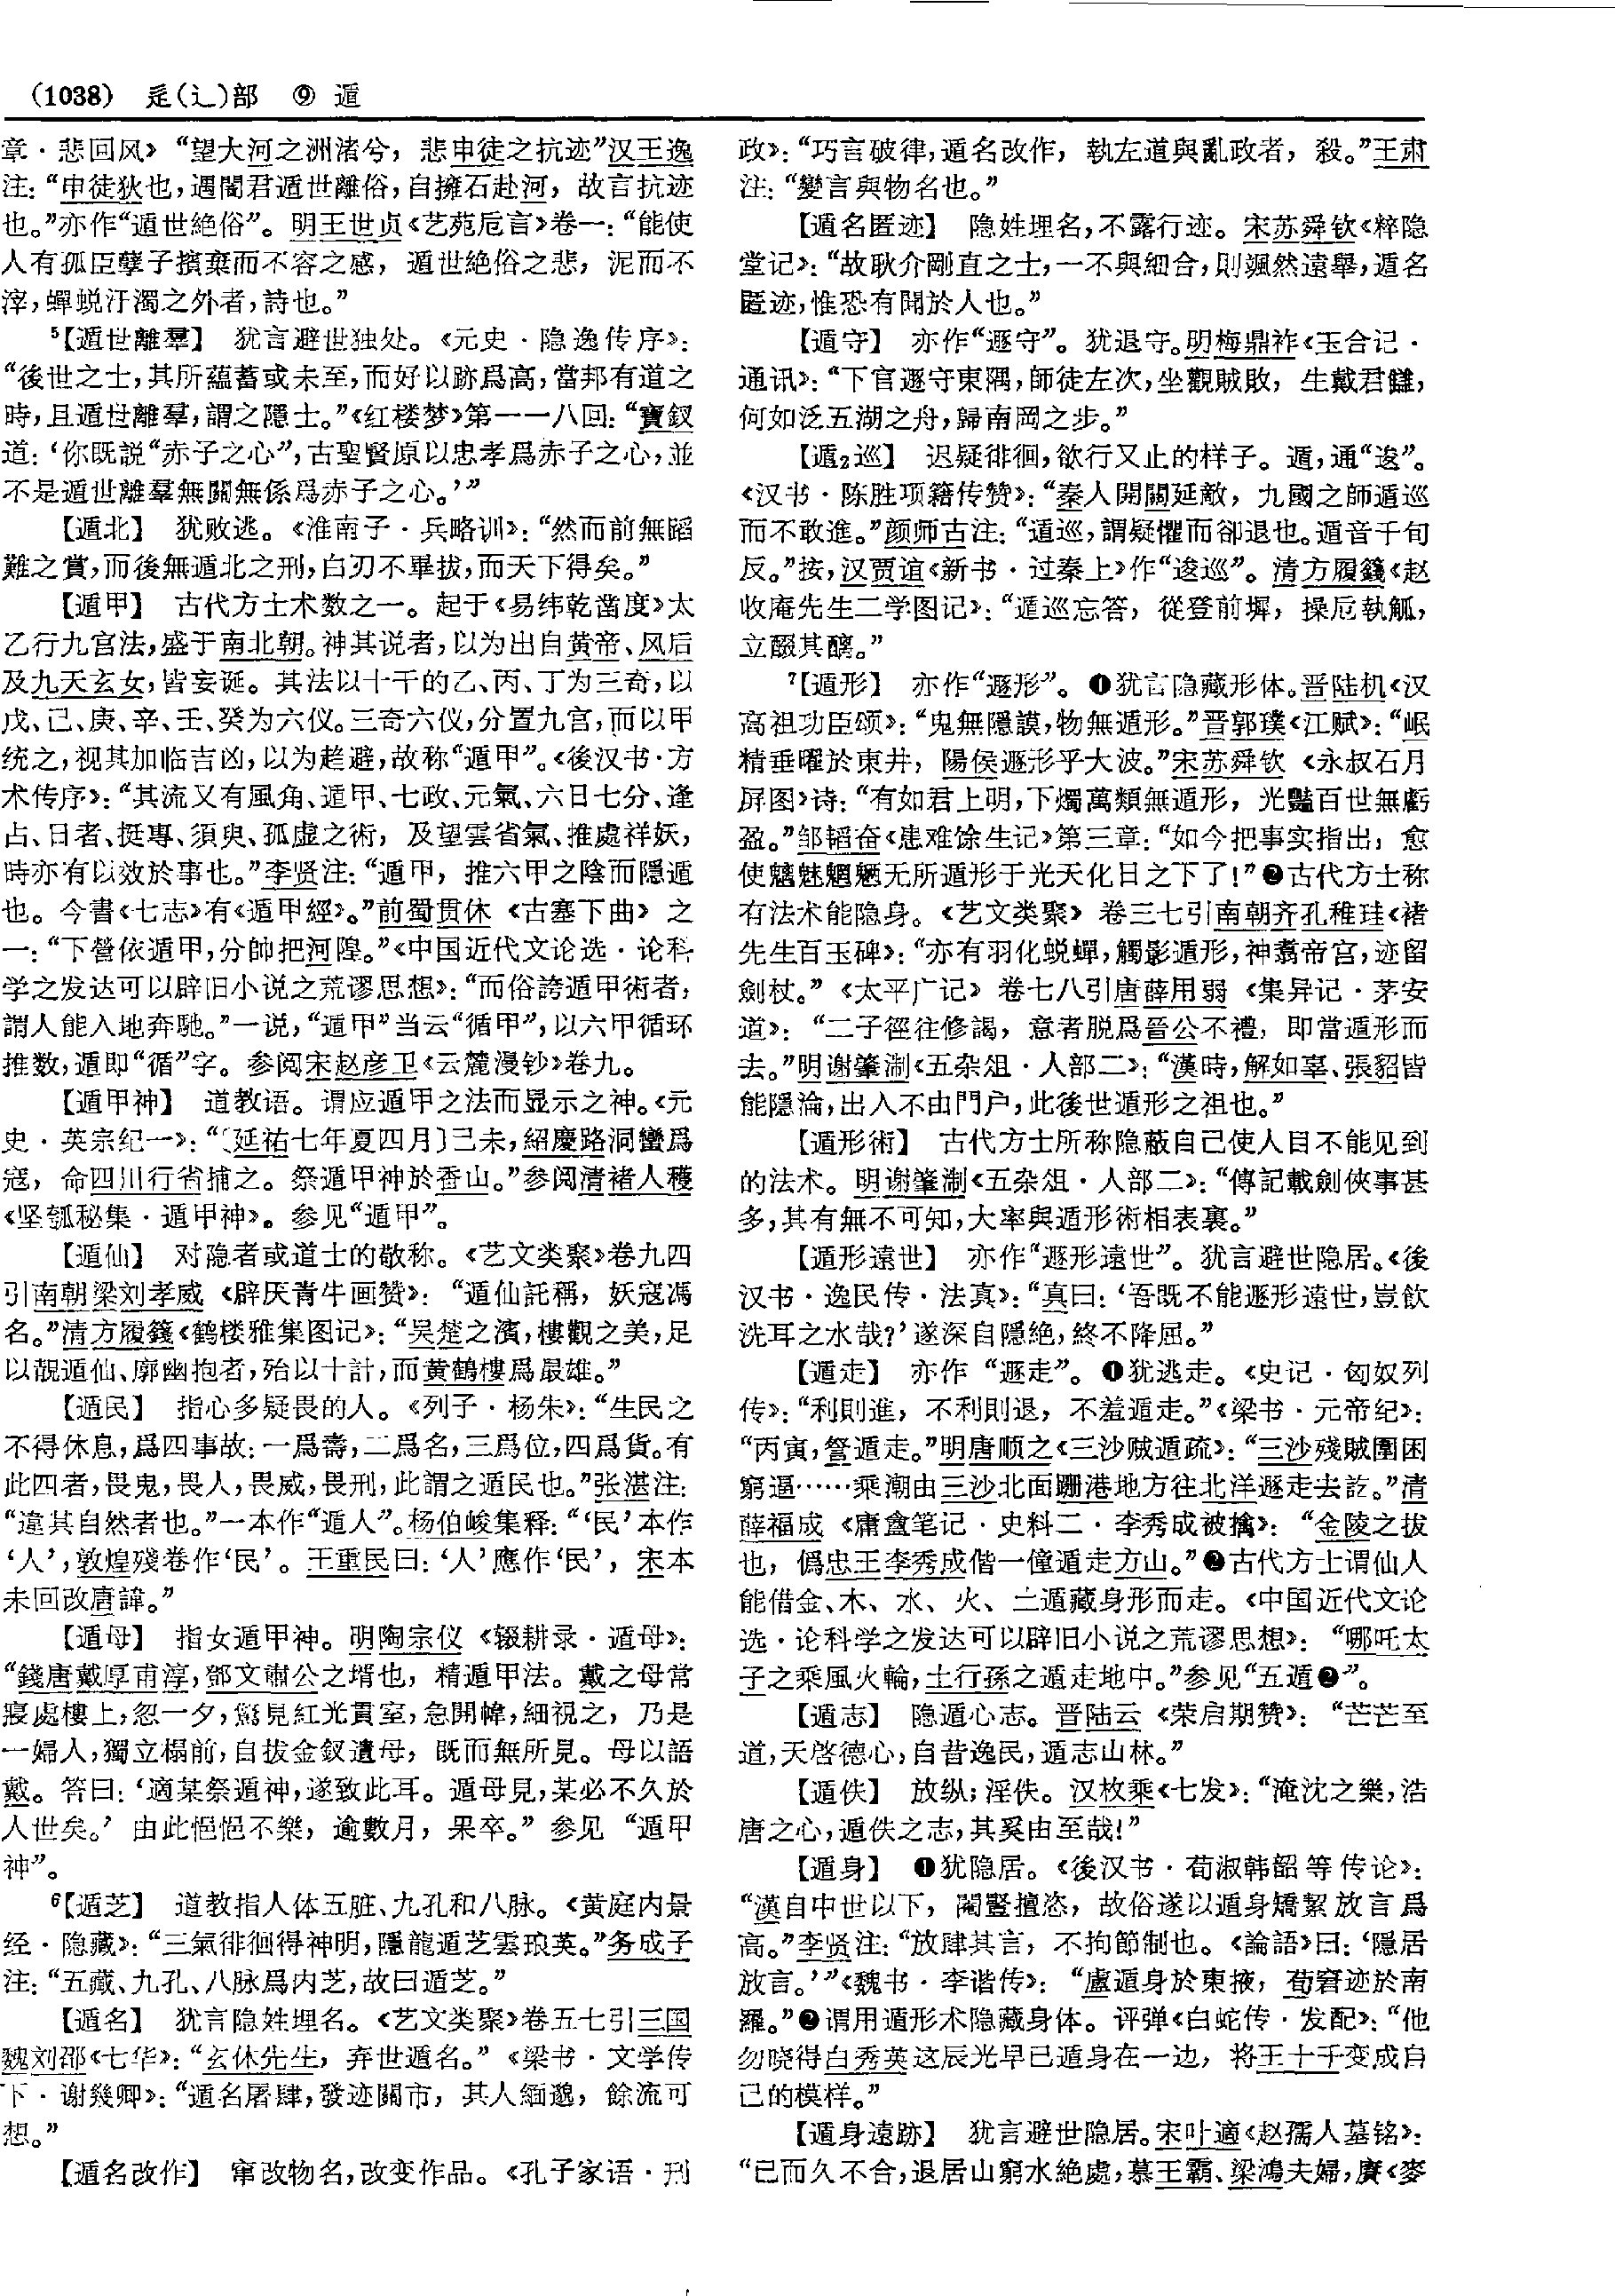 (1038) 辵(辶)部 ⑨ 遁
章·悲回风》“望大河之洲渚兮，悲申徒之抗迹”汉王逸
注：“申徒狄也，遇闇君遁世離俗，自擁石赴河，故言抗迹
也。”亦作“遁世絶俗”。明王世贞《艺苑卮言》卷一：“能使
人有孤臣孽子擯棄而不容之感，遁世絶俗之悲，泥而不
滓，蟬蜕汙濁之外者，詩也。”
⁵【遁世離羣】 犹言避世独处。《元史·隐逸传序》：
“後世之士，其所藴蓄或未至，而好以跡爲高，當邦有道之
時，且遁世離羣，謂之隱士。”《红楼梦》第一一八回：“寶釵
道：‘你既説“赤子之心”，古聖賢原以忠孝爲赤子之心，並
不是遁世離羣無關無係爲赤子之心。’”
【遁北】 犹败逃。《淮南子·兵略训》：“然而前無蹈
難之賞，而後無遁北之刑，白刃不畢拔，而天下得矣。”
【遁甲】 古代方士术数之一。起于《易纬乾凿度》太
乙行九宫法，盛于南北朝。神其说者，以为出自黄帝、风后
及九天玄女，皆妄诞。其法以十干的乙、丙、丁为三奇，以
戊、己、庚、辛、壬、癸为六仪。三奇六仪，分置九宫，而以甲
统之，视其加临吉凶，以为趋避，故称“遁甲”。《後汉书·方
术传序》：“其流又有風角、遁甲、七政、元氣、六日七分、逢
占、日者、挺專、須臾、孤虚之術，及望雲省氣、推處祥妖，
時亦有以效於事也。”李贤注：“遁甲，推六甲之陰而隱遁
也。今書《七志》有《遁甲經》。”前蜀贯休《古塞下曲》之
一：“下營依遁甲，分帥把河隍。”《中国近代文论选·论科
学之发达可以辟旧小说之荒谬思想》：“而俗誇遁甲術者，
謂人能入地奔馳。”一说，“遁甲”当云“循甲”，以六甲循环
推数，遁即“循”字。参阅宋赵彦卫《云麓漫钞》卷九。
【遁甲神】 道教语。谓应遁甲之法而显示之神。《元
史·英宗纪一》：“〔延祐七年夏四月〕己未，紹慶路洞蠻爲
寇，命四川行省捕之。祭遁甲神於香山。”参阅清褚人穫
《坚瓠秘集·遁甲神》。参见“遁甲”。
【遁仙】 对隐者或道士的敬称。《艺文类聚》卷九四
引南朝梁刘孝威《辟厌青牛画赞》：“遁仙託稱，妖寇馮
名。”清方履籛《鹤楼雅集图记》：“吴楚之濱，樓觀之美，足
以覯遁仙、廓幽抱者，殆以十計，而黄鶴樓爲最雄。”
【遁民】 指心多疑畏的人。《列子·杨朱》：“生民之
不得休息，爲四事故：一爲壽，二爲名，三爲位，四爲貨。有
此四者，畏鬼，畏人，畏威，畏刑，此謂之遁民也。”张湛注：
“違其自然者也。”一本作“遁人”。杨伯峻集释：“‘民’本作
‘人’，敦煌殘卷作‘民’。王重民曰：‘人’應作‘民’，宋本
未回改唐諱。”
【遁母】 指女遁甲神。明陶宗仪《辍耕录·遁母》：
“錢唐戴厚甫淳，鄧文肅公之壻也，精遁甲法。戴之母常
寢處樓上，忽一夕，驚見紅光貫室，急開幃，細視之，乃是
一婦人，獨立榻前，自拔金釵遺母，既而無所見。母以語
戴。答曰：‘適某祭遁神，遂致此耳。遁母見，某必不久於
人世矣。’由此悒悒不樂，逾數月，果卒。”参见“遁甲
神”。
⁶【遁芝】 道教指人体五脏、九孔和八脉。《黄庭内景
经·隐藏》：“三氣徘徊得神明，隱龍遁芝雲琅英。”务成子
注：“五藏、九孔、八脉爲内芝，故曰遁芝。”
【遁名】 犹言隐姓埋名。《艺文类聚》卷五七引三国
魏刘邵《七华》：“玄休先生，弃世遁名。”《梁书·文学传
下·谢幾卿》：“遁名屠肆，發迹關市，其人緬邈，餘流可
想。”
【遁名改作】 窜改物名，改变作品。《孔子家语·刑
政》：“巧言破律，遁名改作，執左道與亂政者，殺。”王肃
注：“變言與物名也。”
【遁名匿迹】 隐姓埋名，不露行迹。宋苏舜钦《粹隐
堂记》：“故耿介剛直之士，一不與細合，則颯然遠舉，遁名
匿迹，惟恐有聞於人也。”
【遁守】 亦作“遯守”。犹退守。明梅鼎祚《玉合记·
通讯》：“下官遯守東隅，師徒左次，坐觀賊敗，生戴君讎，
何如泛五湖之舟，歸南岡之步。”
【遁₂巡】 迟疑徘徊，欲行又止的样子。遁，通“逡”。
《汉书·陈胜项籍传赞》：“秦人開關延敵，九國之師遁巡
而不敢進。”颜师古注：“遁巡，謂疑懼而卻退也。遁音千旬
反。”按，汉贾谊《新书·过秦上》作“逡巡”。清方履籛《赵
收庵先生二学图记》：“遁巡忘答，從登前墀，操卮執觚，
立醊其醨。”
⁷【遁形】 亦作“遯形”。❶犹言隐藏形体。晋陆机《汉
高祖功臣颂》：“鬼無隱謨，物無遁形。”晋郭璞《江赋》：“岷
精垂曜於東井，陽侯遯形乎大波。”宋苏舜钦《永叔石月
屏图》诗：“有如君上明，下燭萬類無遁形，光豔百世無虧
盈。”邹韬奋《患难馀生记》第三章：“如今把事实指出，愈
使魑魅魍魉无所遁形于光天化日之下了！”❷古代方士称
有法术能隐身。《艺文类聚》卷三七引南朝齐孔稚珪《褚
先生百玉碑》：“亦有羽化蜕蟬，觸影遁形，神翥帝宫，迹留
劍杖。”《太平广记》卷七八引唐薛用弱《集异记·茅安
道》：“二子徑往修謁，意者脱爲晉公不禮，即當遁形而
去。”明谢肇淛《五杂俎·人部二》：“漢時，解如辜、張貂皆
能隱淪，出入不由門户，此後世遁形之祖也。”
【遁形術】 古代方士所称隐蔽自己使人目不能见到
的法术。明谢肇淛《五杂俎·人部二》：“傳記載劍俠事甚
多，其有無不可知，大率與遁形術相表裏。”
【遁形遠世】 亦作“遯形遠世”。犹言避世隐居。《後
汉书·逸民传·法真》：“真曰：‘吾既不能遯形遠世，豈飲
洗耳之水哉？’遂深自隱絶，終不降屈。”
【遁走】 亦作“遯走”。❶犹逃走。《史记·匈奴列
传》：“利則進，不利則退，不羞遁走。”《梁书·元帝纪》：
“丙寅，詧遁走。”明唐顺之《三沙贼遁疏》：“三沙殘賊圍困
窮逼……乘潮由三沙北面跚港地方往北洋遯走去訖。”清
薛福成《庸盦笔记·史料二·李秀成被擒》：“金陵之拔
也，僞忠王李秀成偕一僮遁走方山。”❷古代方士谓仙人
能借金、木、水、火、土遁藏身形而走。《中国近代文论
选·论科学之发达可以辟旧小说之荒谬思想》：“哪吒太
子之乘風火輪，土行孫之遁走地中。”参见“五遁❷”。
【遁志】 隐遁心志。晋陆云《荣启期赞》：“芒芒至
道，天啓德心，自昔逸民，遁志山林。”
【遁佚】 放纵；淫佚。汉枚乘《七发》：“淹沈之樂，浩
唐之心，遁佚之志，其奚由至哉！”
【遁身】 ❶犹隐居。《後汉书·荀淑韩韶等传论》：
“漢自中世以下，閹豎擅恣，故俗遂以遁身矯絜放言爲
高。”李贤注：“放肆其言，不拘節制也。《論語》曰：‘隱居
放言。’”《魏书·李谐传》：“盧遁身於東掖，荀窘迹於南
羅。”❷谓用遁形术隐藏身体。评弹《白蛇传·发配》：“他
勿晓得白秀英这辰光早已遁身在一边，将王十千变成自
己的模样。”
【遁身遠跡】 犹言避世隐居。宋叶適《赵孺人墓铭》：
“已而久不合，退居山窮水絶處，慕王霸、梁鴻夫婦，賡《麥